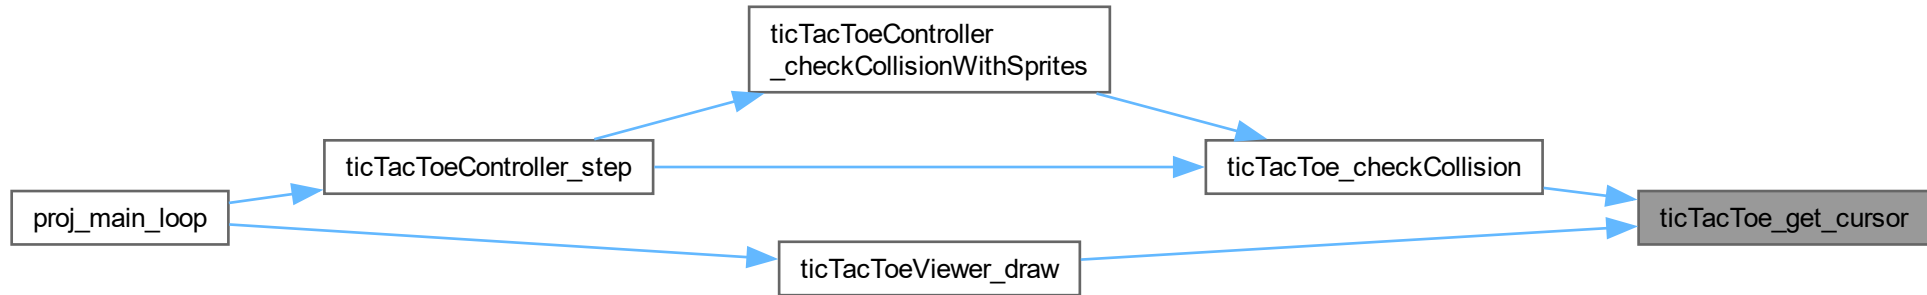 ticTacToeController
_checkCollisionWithSprites
ticTacToeController_step
ticTacToe_checkCollision
proj_main_loop
ticTacToe_get_cursor
ticTacToeViewer_draw